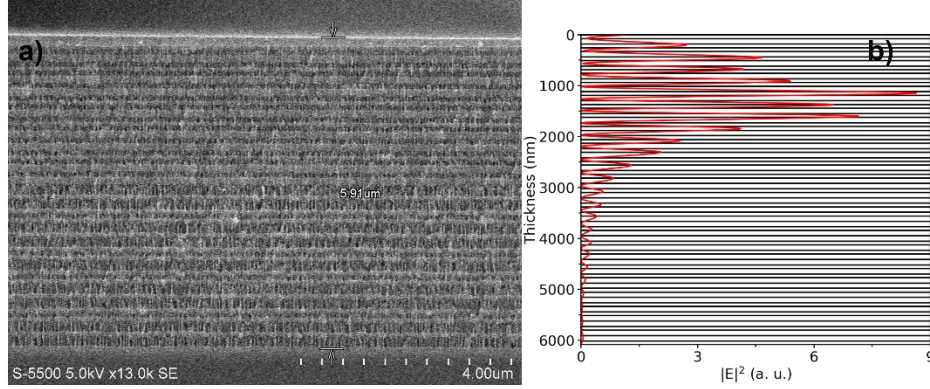 a)
5.91um
S-5500 5.0kV x13.0k SE
4.00um
b)
Thickness (nm)
0
1000
2000
3000
4000
5000
6000
0
3
6
9
|E|² (a. u.)